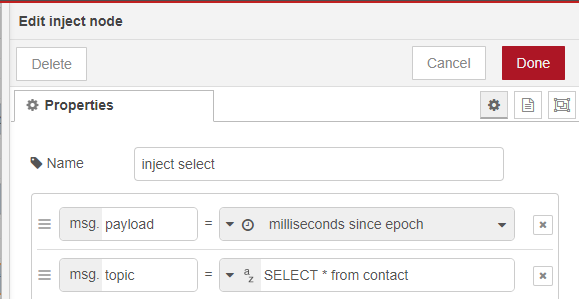 Edit inject node
Delete
Cancel
Done
Properties
Name
inject select
msg. payload = milliseconds since epoch
msg. topic = az SELECT * from contact